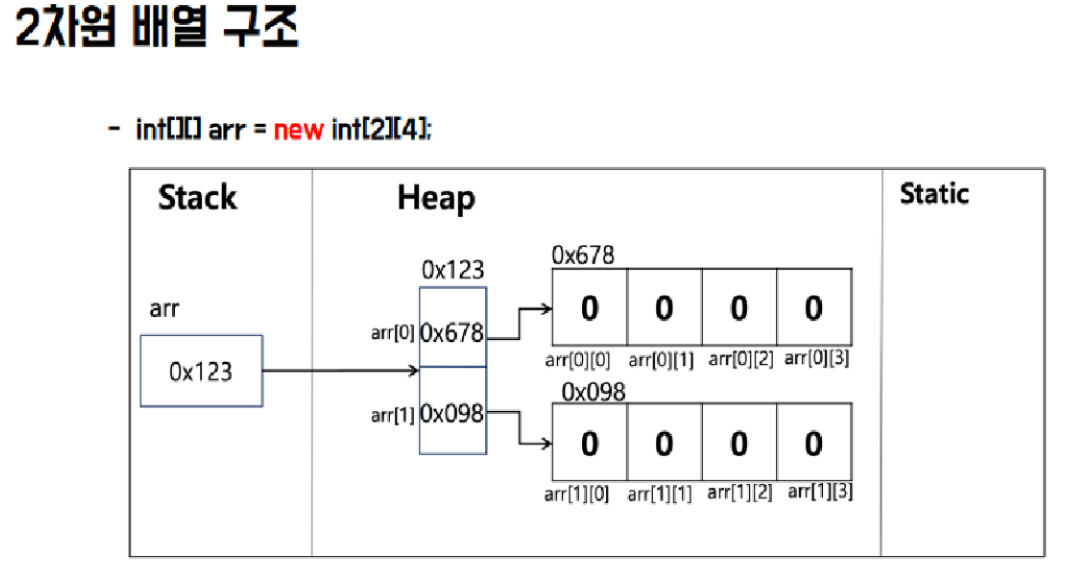 2차원 배열 구조
- int[][] arr = new int[2][4];
Stack Heap Static
0x678
0x123
0 0 0 0
arr
arr[0] 0x678
arr[0][0] arr[0][1] arr[0][2] arr[0][3]
0x123
0x098
arr[1] 0x098
0 0 0 0
arr[1][0] arr[1][1] arr[1][2] arr[1][3]